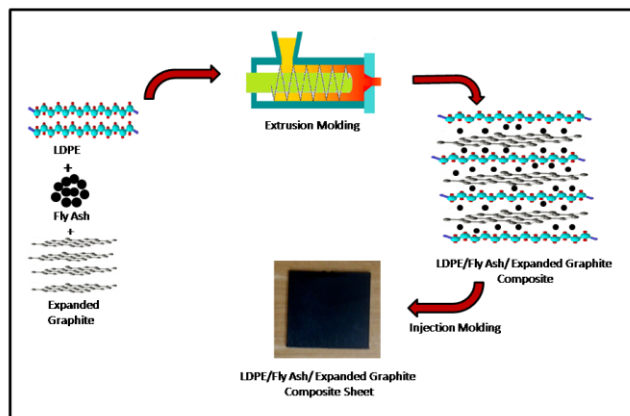 LDPE
+
Fly Ash
+
Expanded
Graphite
Extrusion Molding
LDPE/Fly Ash/Expanded Graphite
Composite
Injection Molding
LDPE/Fly Ash/Expanded Graphite
Composite Sheet